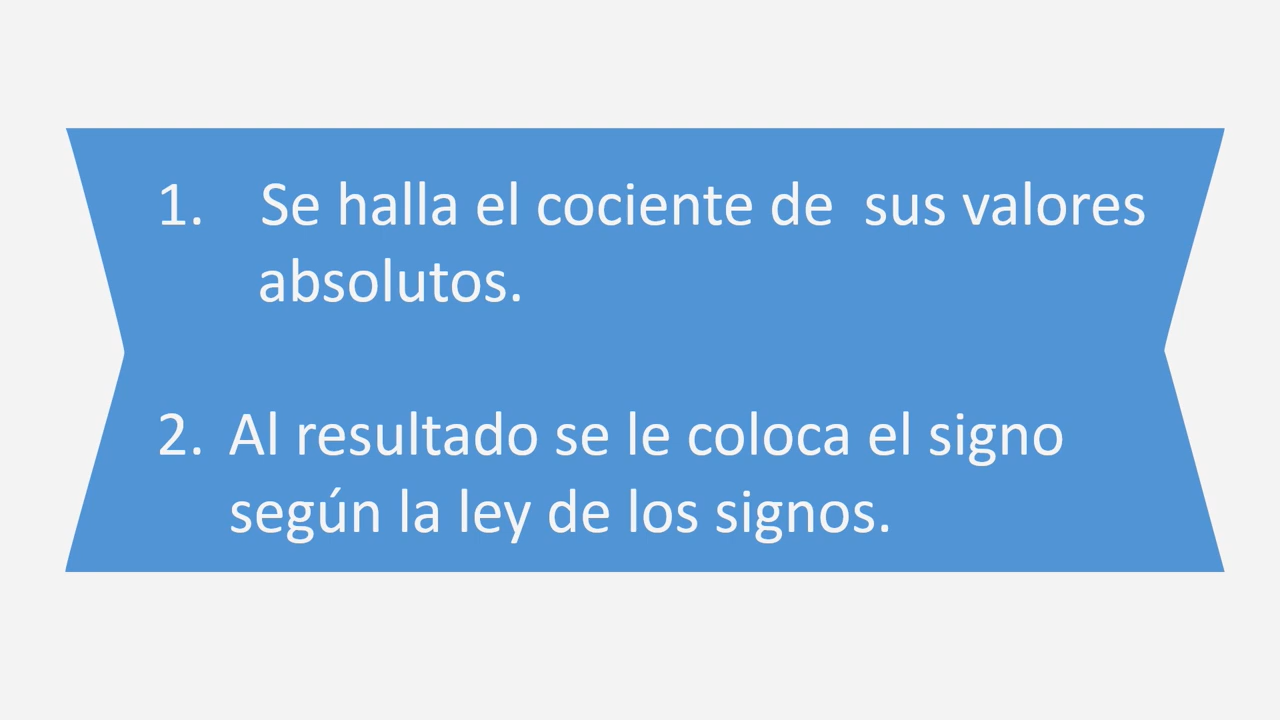 1. Se halla el cociente de sus valores
absolutos.
2. Al resultado se le coloca el signo
según la ley de los signos.